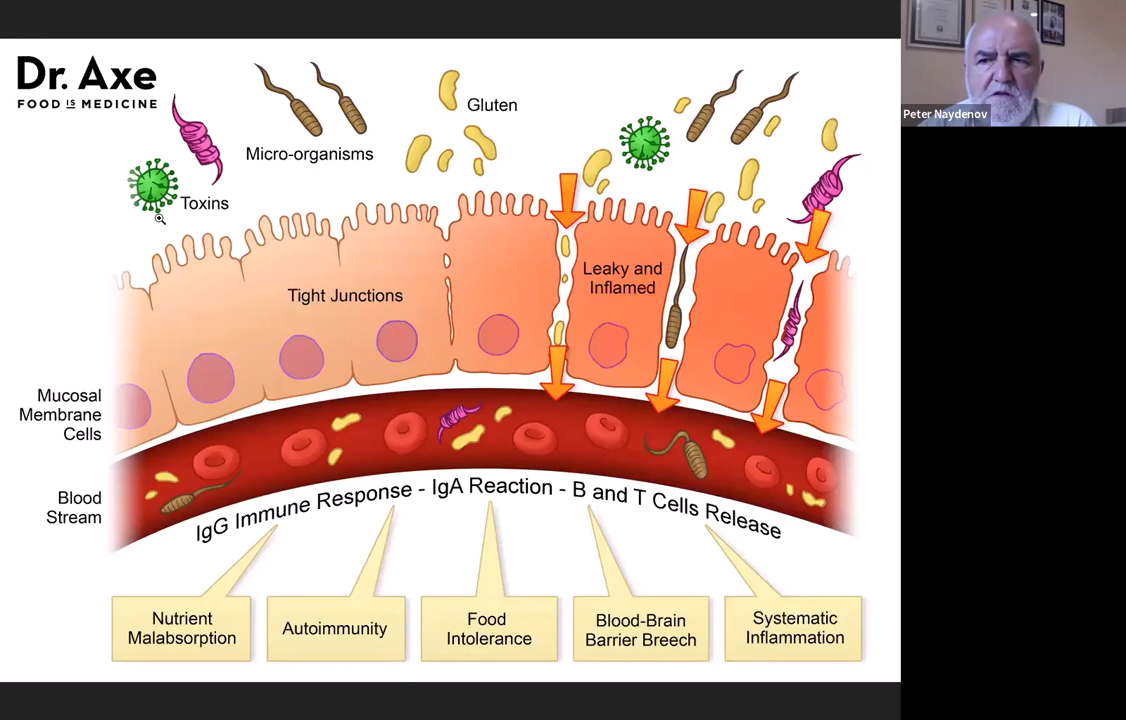 Dr. Axe
FOOD IS MEDICINE
Gluten
Micro-organisms
Toxins
Peter Naydenov
Leaky and
Inflamed
Tight Junctions
Mucosal
Membrane
Cells
Blood
Stream
IgG Immune Response - IgA Reaction - B and T Cells Release
Nutrient
Malabsorption
Autoimmunity
Food
Intolerance
Blood-Brain
Barrier Breech
Systematic
Inflammation